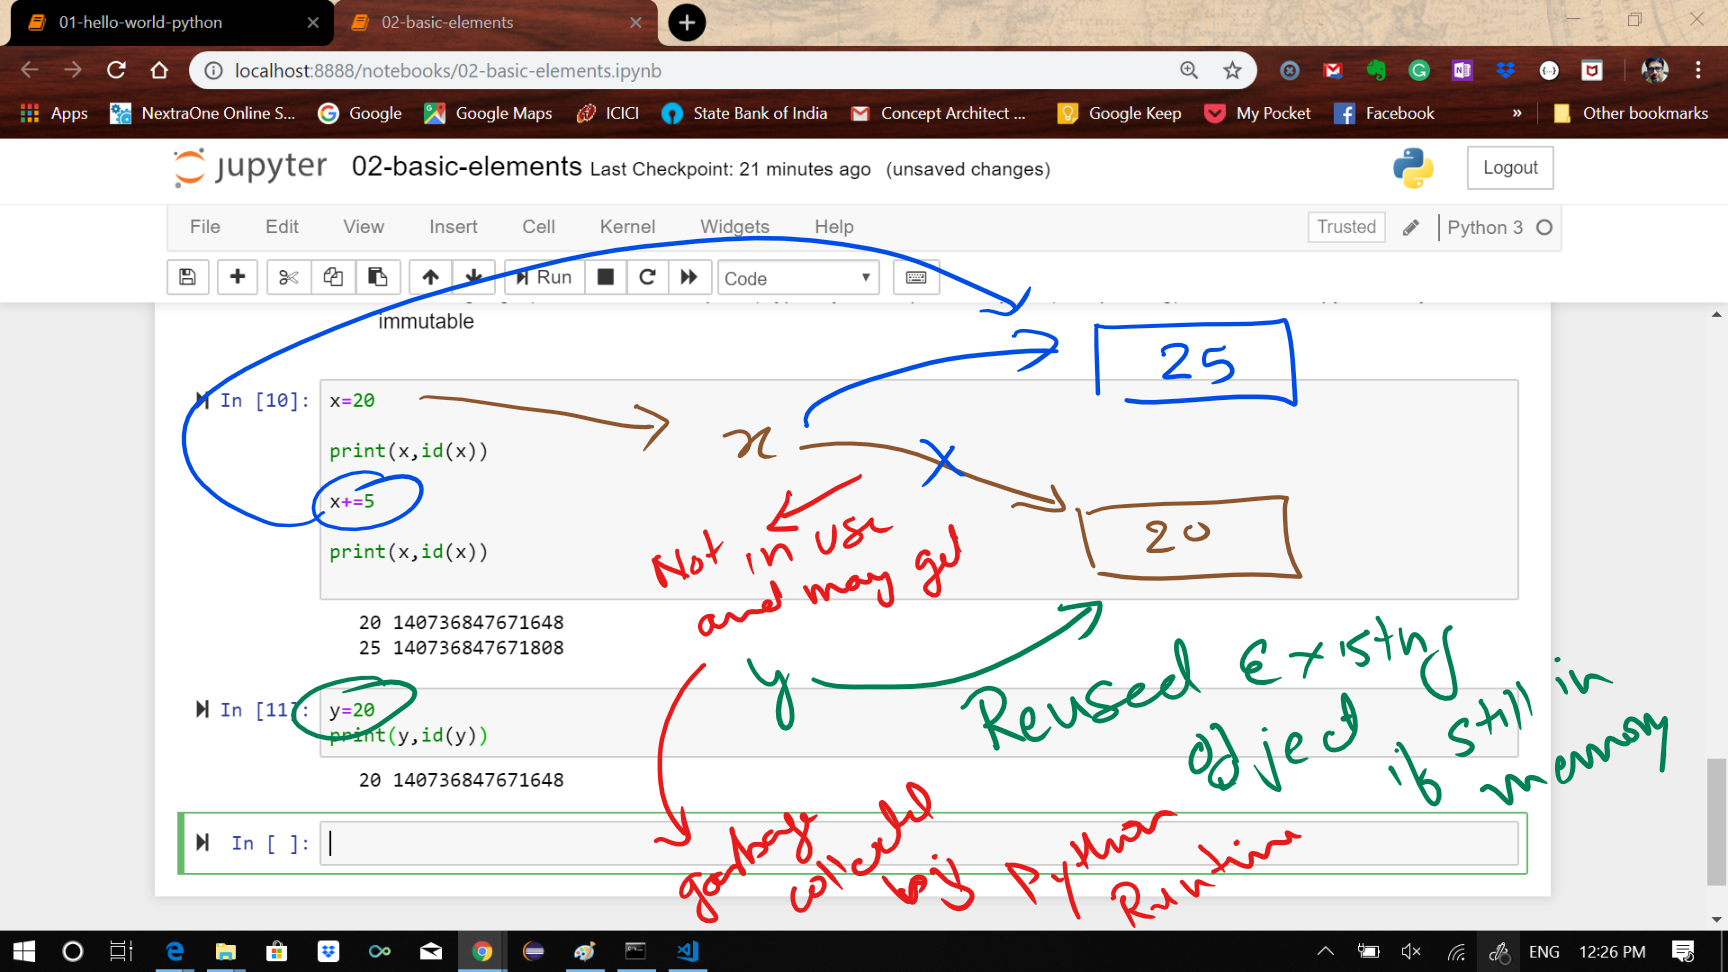 01-hello-world-python
02-basic-elements
localhost:8888/notebooks/02-basic-elements.ipynb
Apps NextraOne Online S... Google Google Maps ICICI State Bank of India Concept Architect ... Google Keep My Pocket Facebook » Other bookmarks
jupyter 02-basic-elements Last Checkpoint: 21 minutes ago (unsaved changes) Logout
File Edit View Insert Cell Kernel Widgets Help Trusted Python 3
Run Code
immutable
25
In [10]: x=20
x
print(x,id(x))
x+=5
20
print(x,id(x))
Not in use
and may get
20 140736847671648
25 140736847671808
y
Reused Existing
object if still in
memory
In [11]: y=20
print(y,id(y))
20 140736847671648
In [ ]:
garbage
collected
by Python
Runtime
ENG 12:26 PM